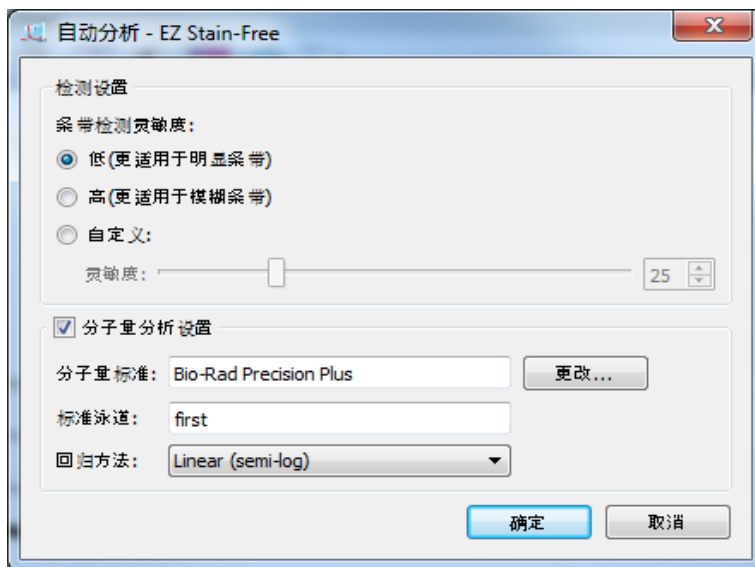 自动分析 - EZ Stain-Free
检测设置
条带检测灵敏度:
低(更适用于明显条带)
高(更适用于模糊条带)
自定义:
灵敏度: 25
分子量分析设置
分子量标准: Bio-Rad Precision Plus 更改...
标准泳道: first
回归方法: Linear (semi-log)
确定 取消